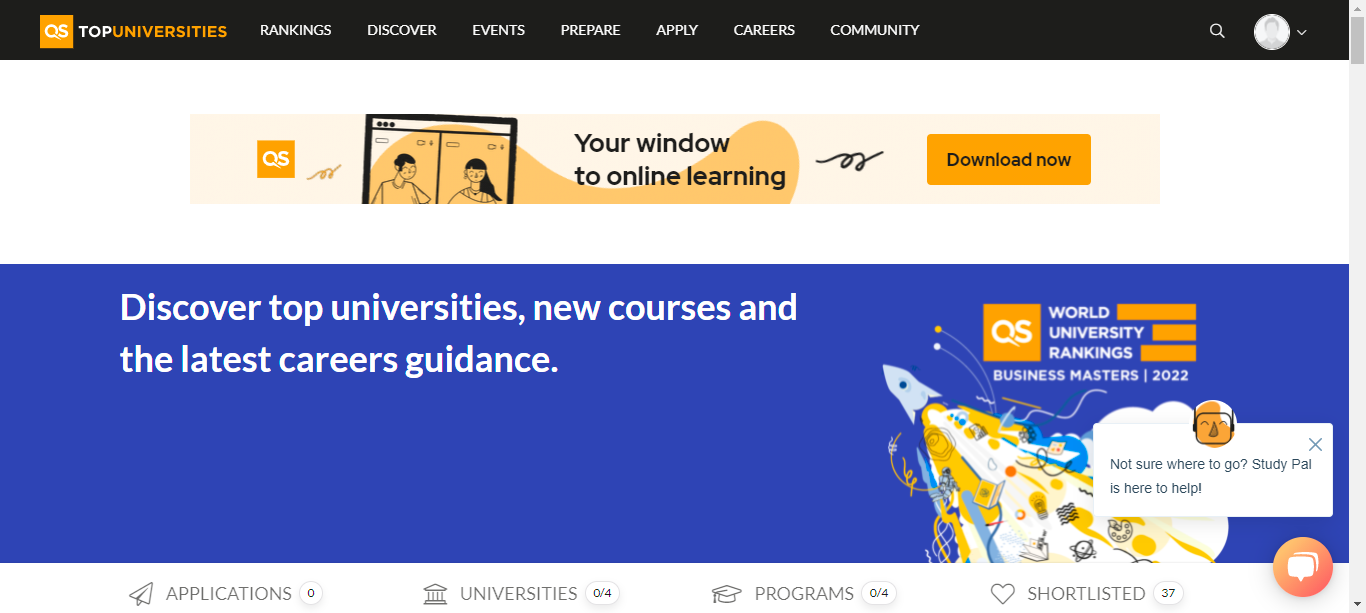 QS TOPUNIVERSITIES RANKINGS DISCOVER EVENTS PREPARE APPLY CAREERS COMMUNITY
QS
Your window
to online learning
Download now
Discover top universities, new courses and
the latest careers guidance.
QS
WORLD
UNIVERSITY
RANKINGS
BUSINESS MASTERS | 2022
Not sure where to go? Study Pal
is here to help!
APPLICATIONS 0 UNIVERSITIES 0/4 PROGRAMS 0/4 SHORTLISTED 37